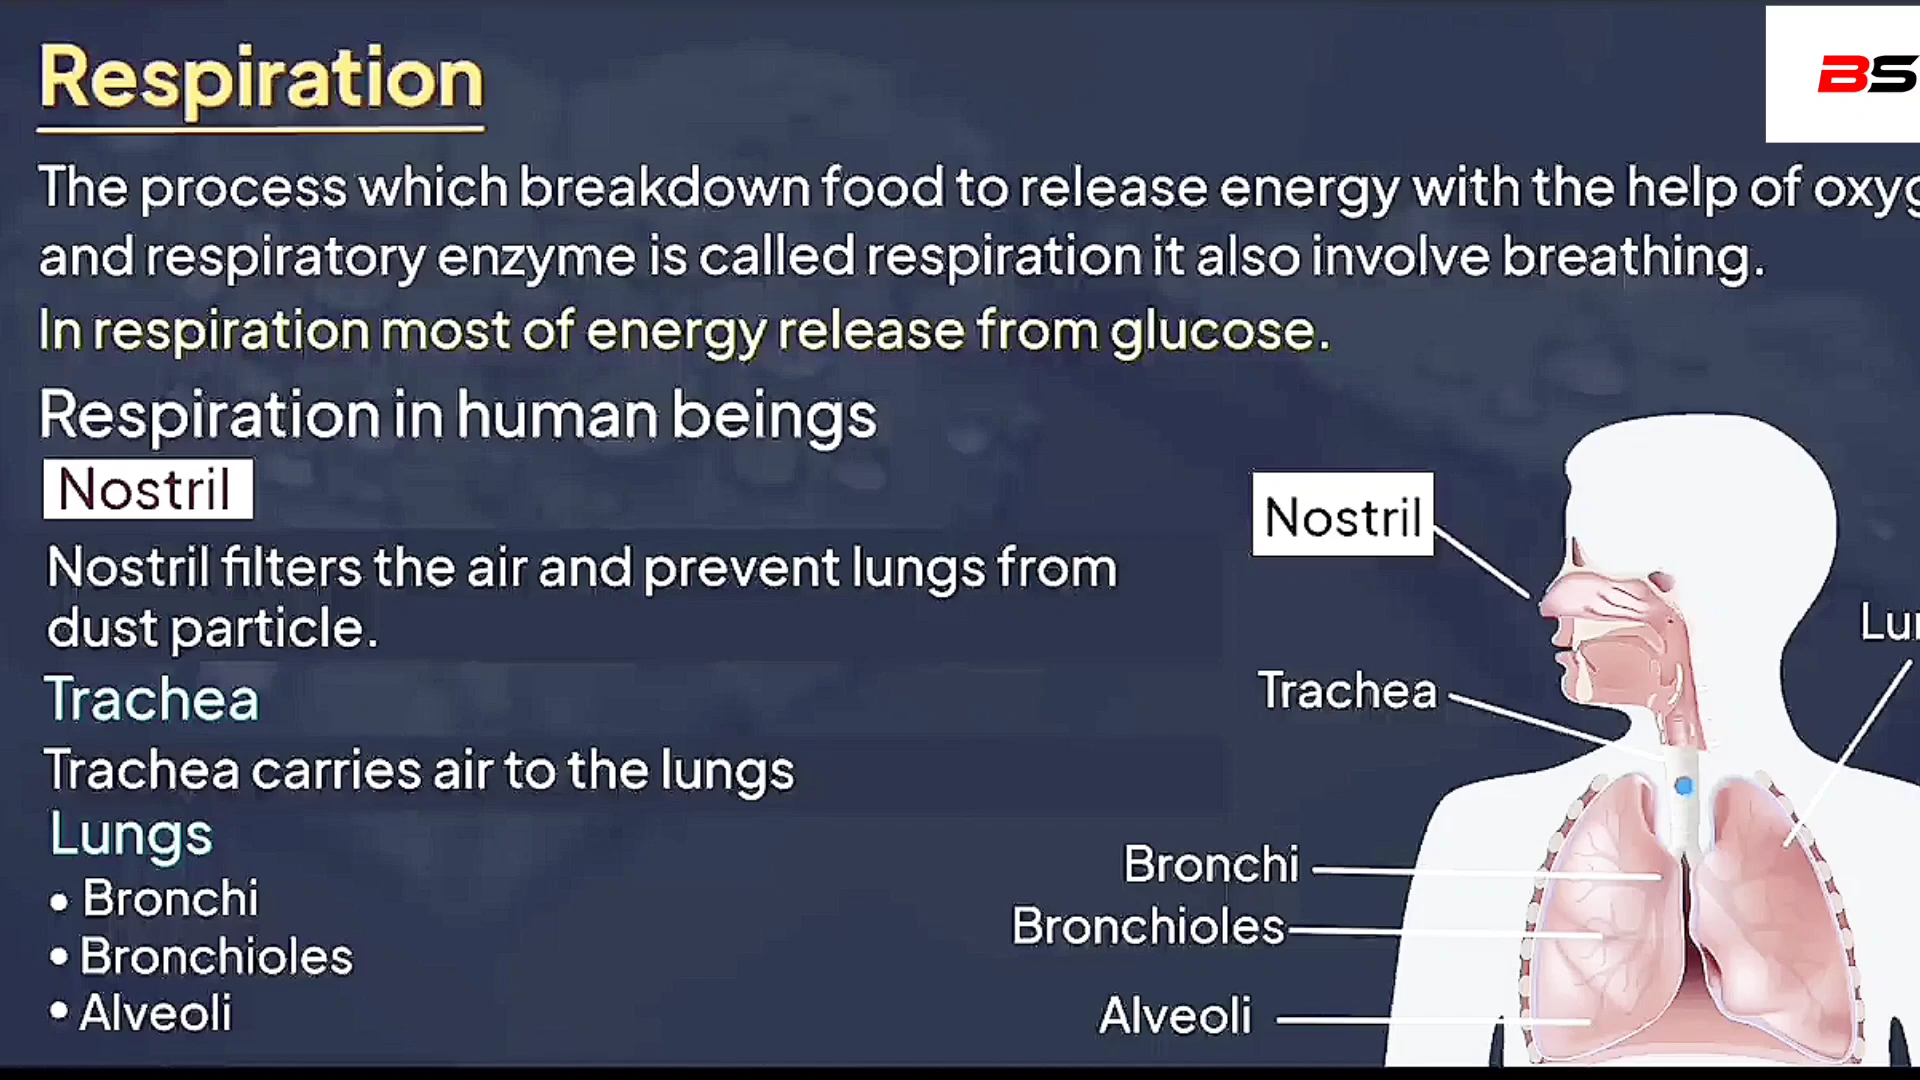 Respiration
BS
The process which breakdown food to release energy with the help of
and respiratory enzyme is called respiration it also involve breathing.
In respiration most of energy release from glucose.
Respiration in human beings
Nostril
Nostril filters the air and prevent lungs from
dust particle.
Trachea
Trachea carries air to the lungs
Lungs
• Bronchi
• Bronchioles
• Alveoli
Nostril
Trachea
Bronchi
Bronchioles
Alveoli